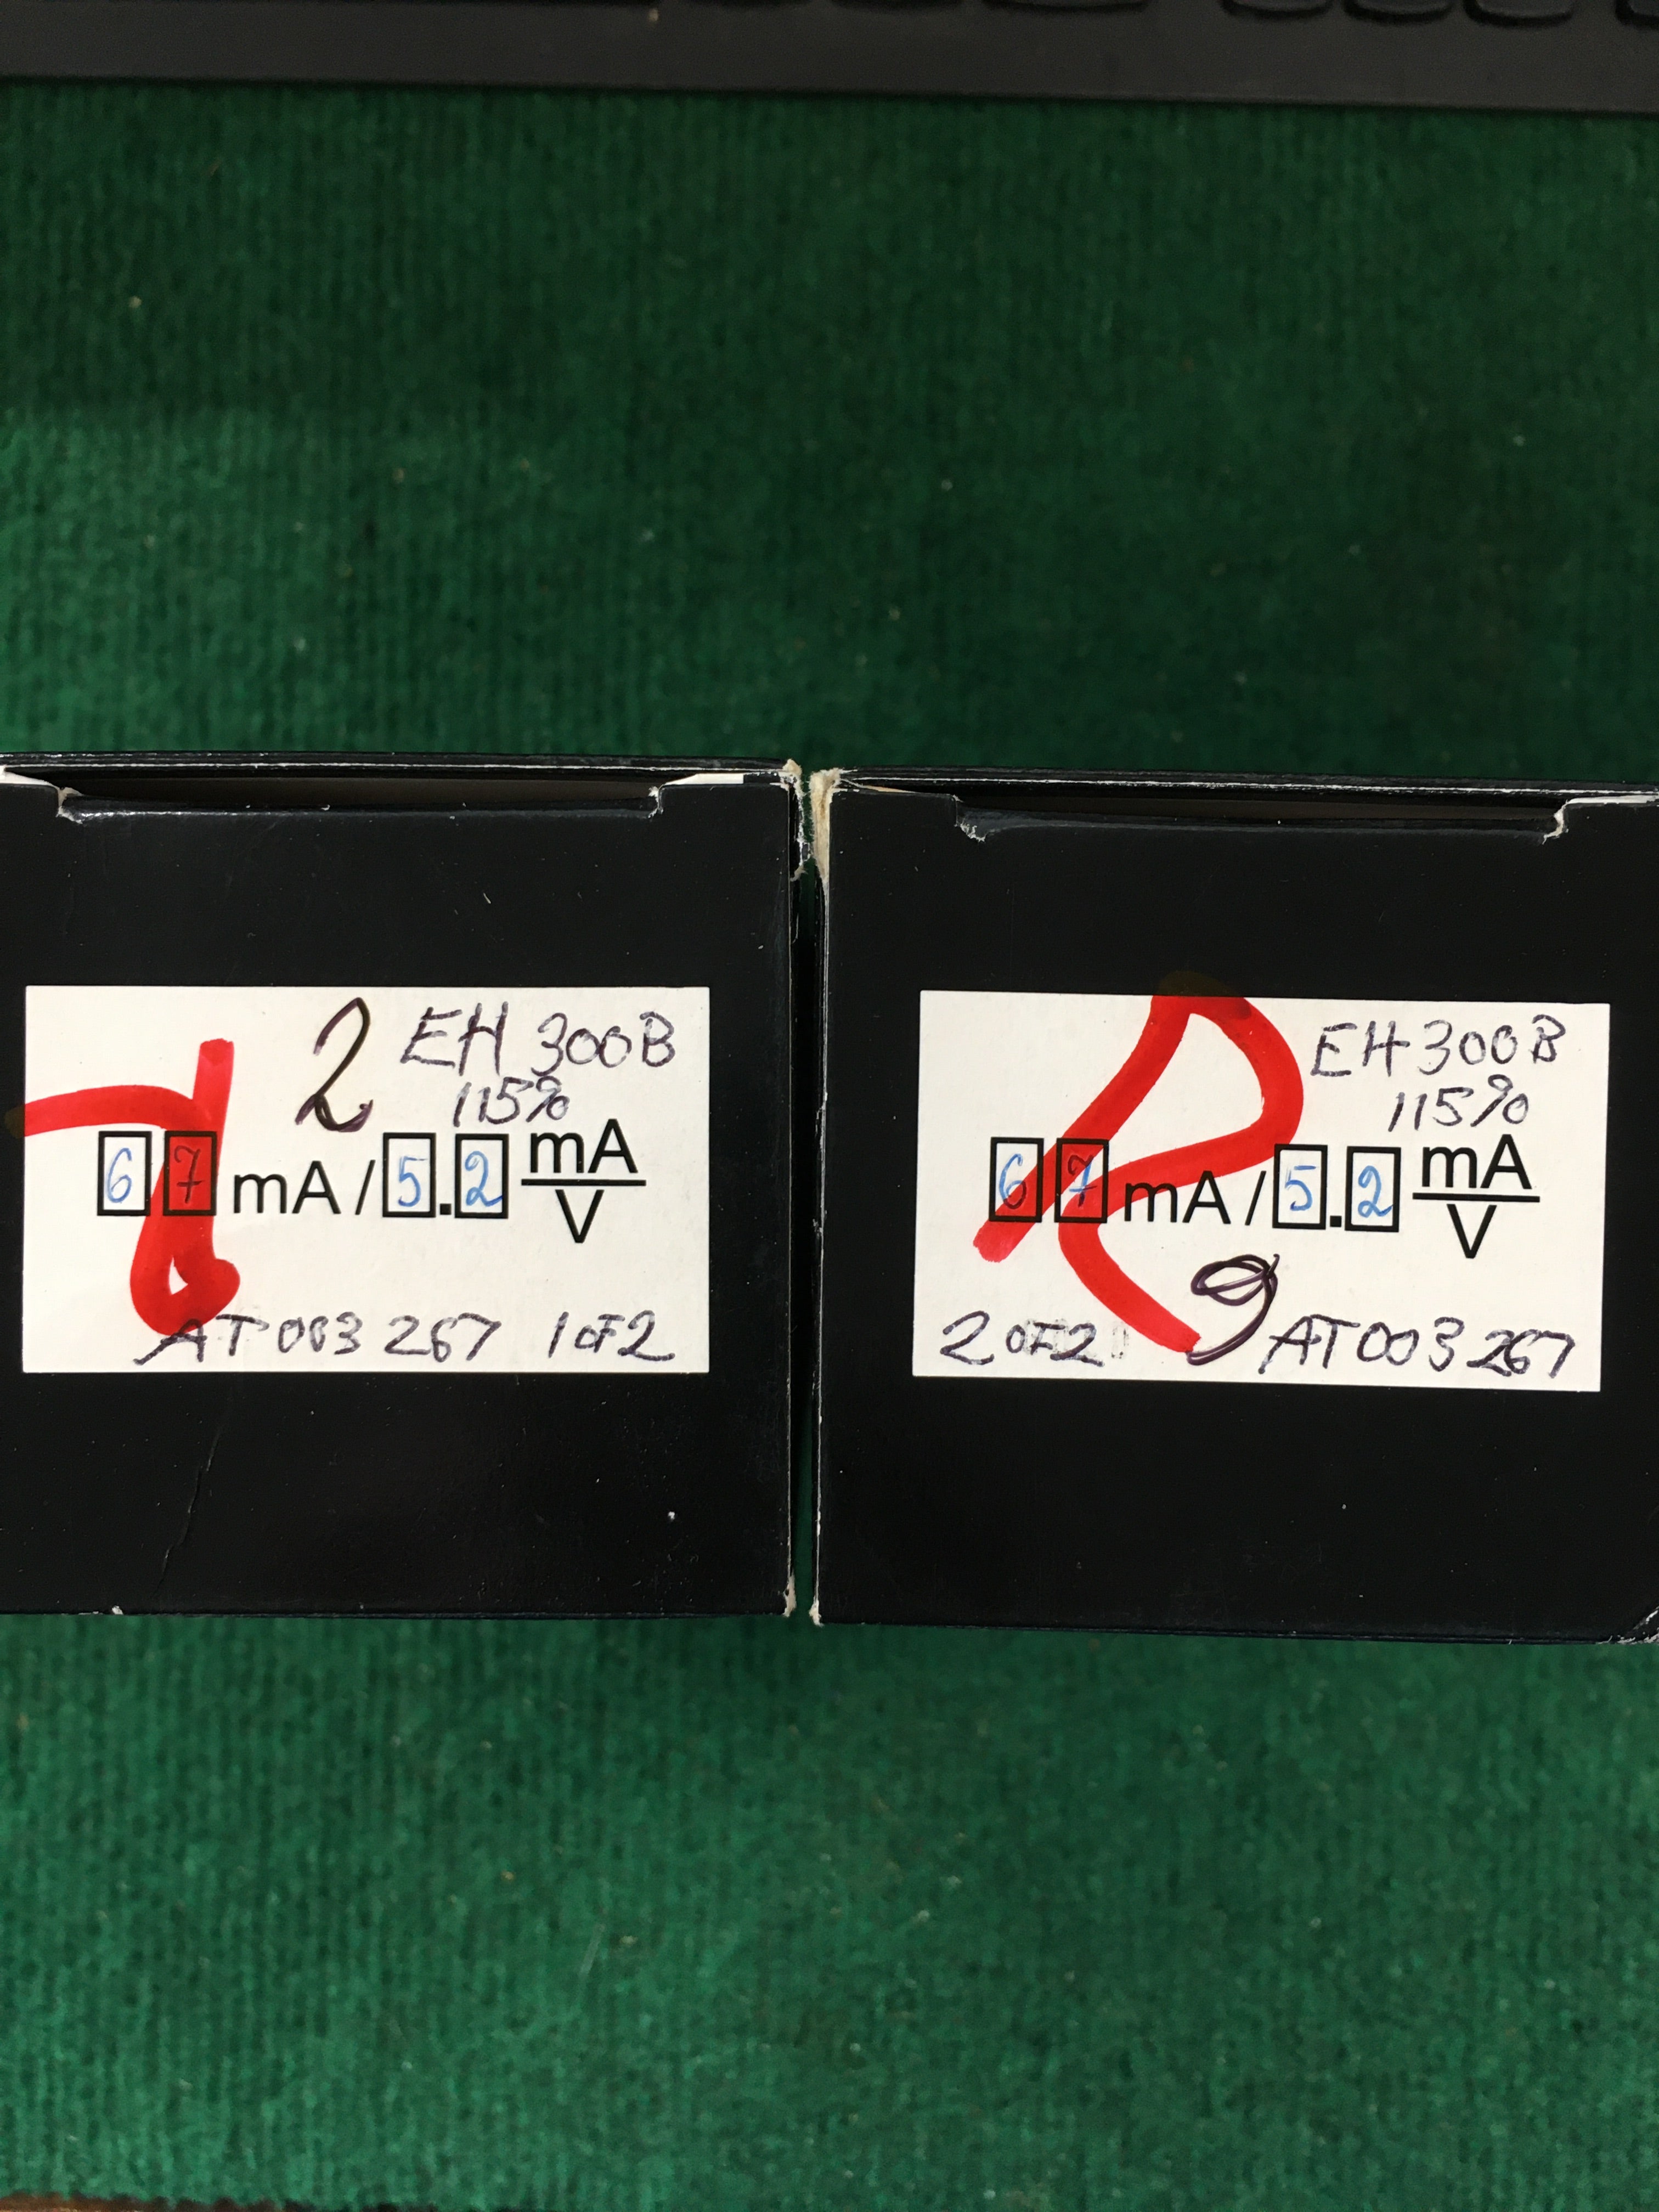 2 EH 300B
115%
67 mA/5.2 mA/V
AT 003 267 1 OF 2
R
EH 300B
115%
67 mA/5.2 mA/V
9
2 OF 2 AT 003 267